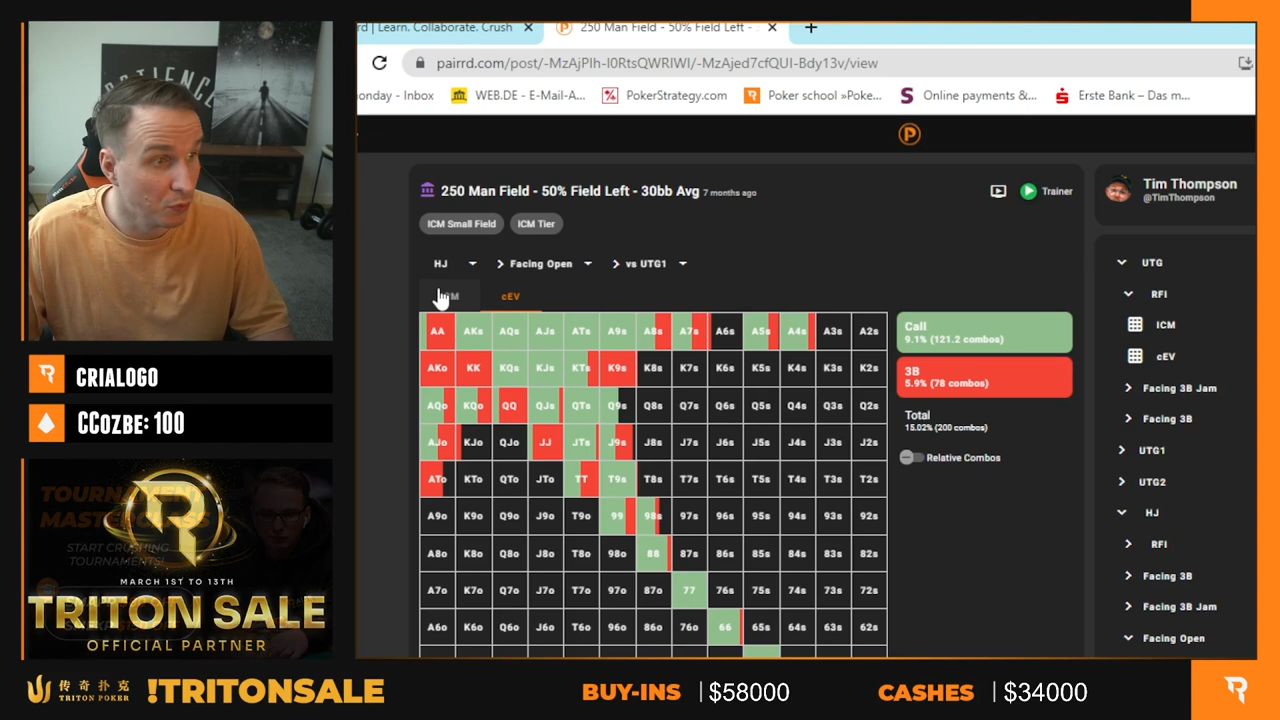 rd | Learn. Collaborate. Crush
250 Man Field - 50% Field Left -
pairrd.com/post/-MzAjPIh-I0RtsQWRIWI/-MzAjed7cfQUI-Bdy13v/view
onday - Inbox
WEB.DE - E-Mail-A...
PokerStrategy.com
Poker school »Poke...
Online payments &...
Erste Bank – Das m...
250 Man Field - 50% Field Left - 30bb Avg 7 months ago
Trainer
ICM Small Field
ICM Tier
HJ
Facing Open
vs UTG1
cEV
AA AKs AQs AJs ATs A9s A8s A7s A6s A5s A4s A3s A2s
AKo KK KQs KJs KTs K9s K8s K7s K6s K5s K4s K3s K2s
AQo KQo QQ QJs QTs Q9s Q8s Q7s Q6s Q5s Q4s Q3s Q2s
AJo KJo QJo JJ JTs J9s J8s J7s J6s J5s J4s J3s J2s
ATo KTo QTo JTo TT T9s T8s T7s T6s T5s T4s T3s T2s
A9o K9o Q9o J9o T9o 99 98s 97s 96s 95s 94s 93s 92s
A8o K8o Q8o J8o T8o 98o 88 87s 86s 85s 84s 83s 82s
A7o K7o Q7o J7o T7o 97o 87o 77 76s 75s 74s 73s 72s
A6o K6o Q6o J6o T6o 96o 86o 76o 66 65s 64s 63s 62s
Call
9.1% (121.2 combos)
3B
5.9% (78 combos)
Total
15.02% (200 combos)
Relative Combos
Tim Thompson
@TimThompson
UTG
RFI
ICM
cEV
Facing 3B Jam
Facing 3B
UTG1
UTG2
HJ
RFI
Facing 3B
Facing 3B Jam
Facing Open
CRIALOGO
CCOZBE: 100
TOURNAMENT
START CRUSHING
TOURNAMENTS!
MARCH 1ST TO 13TH
TRITON SALE
OFFICIAL PARTNER
传奇扑克
TRITON POKER
!TRITONSALE
BUY-INS | $58000
CASHES | $34000